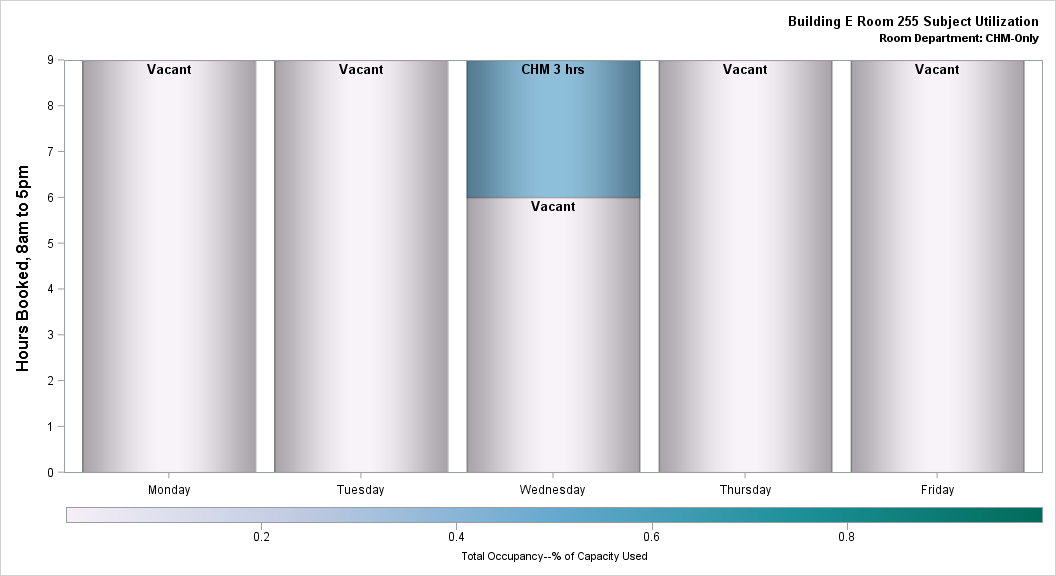 Building E Room 255 Subject Utilization
Room Department: CHM-Only
Hours Booked, 8am to 5pm
9
8
7
6
5
4
3
2
1
0
Vacant
Vacant
CHM 3 hrs
Vacant
Vacant
Vacant
Monday
Tuesday
Wednesday
Thursday
Friday
0.2
0.4
0.6
0.8
Total Occupancy--% of Capacity Used